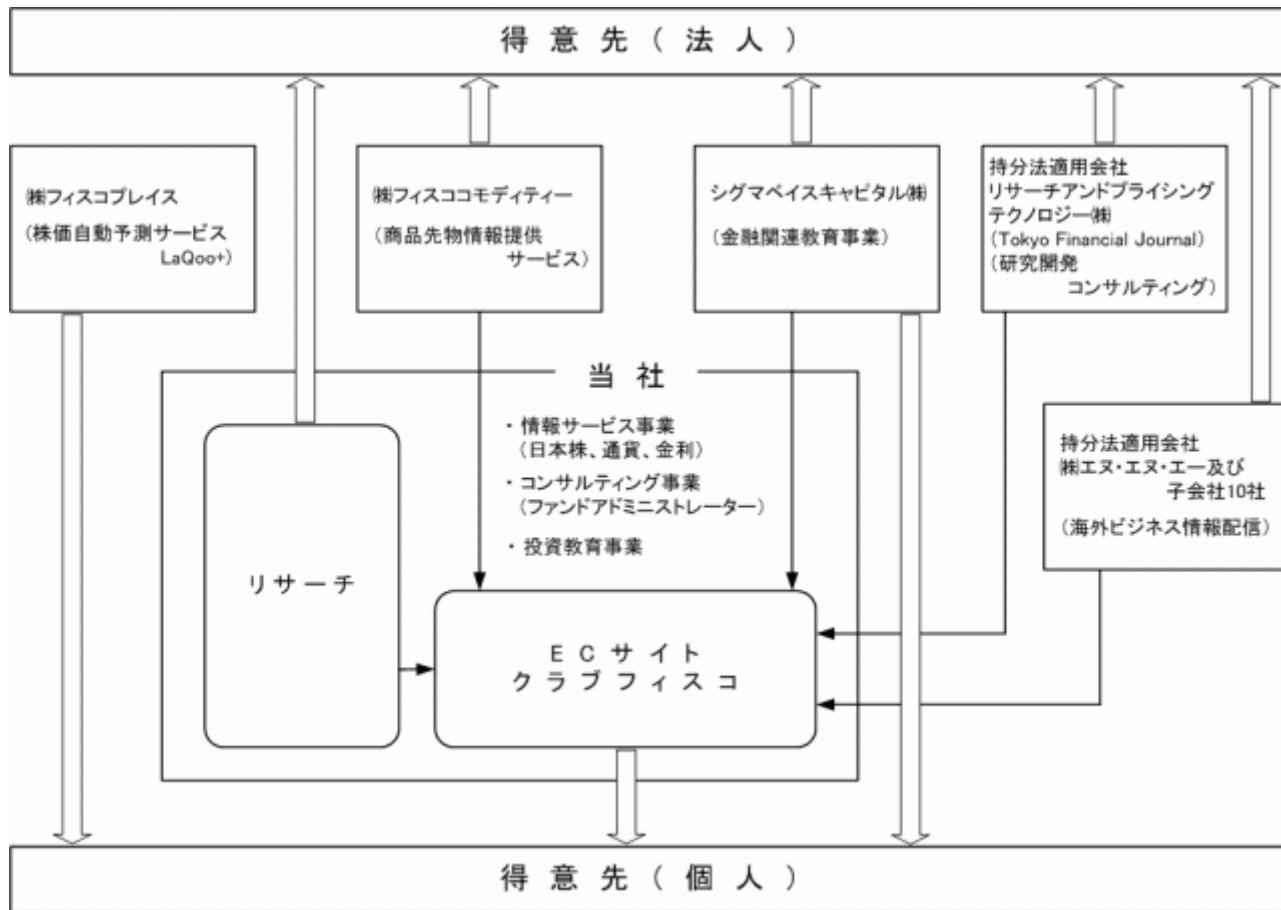 得意先(法人)
㈱フィスコプレイス
(株価自動予測サービス
LaQoo+)
㈱フィスココモディティー
(商品先物情報提供
サービス)
シグマベイスキャピタル㈱
(金融関連教育事業)
持分法適用会社
リサーチアンドプライシング
テクノロジー㈱
(Tokyo Financial Journal)
(研究開発
コンサルティング)
当社
・情報サービス事業
(日本株、通貨、金利)
・コンサルティング事業
(ファンドアドミニストレーター)
・投資教育事業
持分法適用会社
㈱エヌ・エヌ・エー及び
子会社10社
(海外ビジネス情報配信)
リサーチ
ECサイト
クラブフィスコ
得意先(個人)